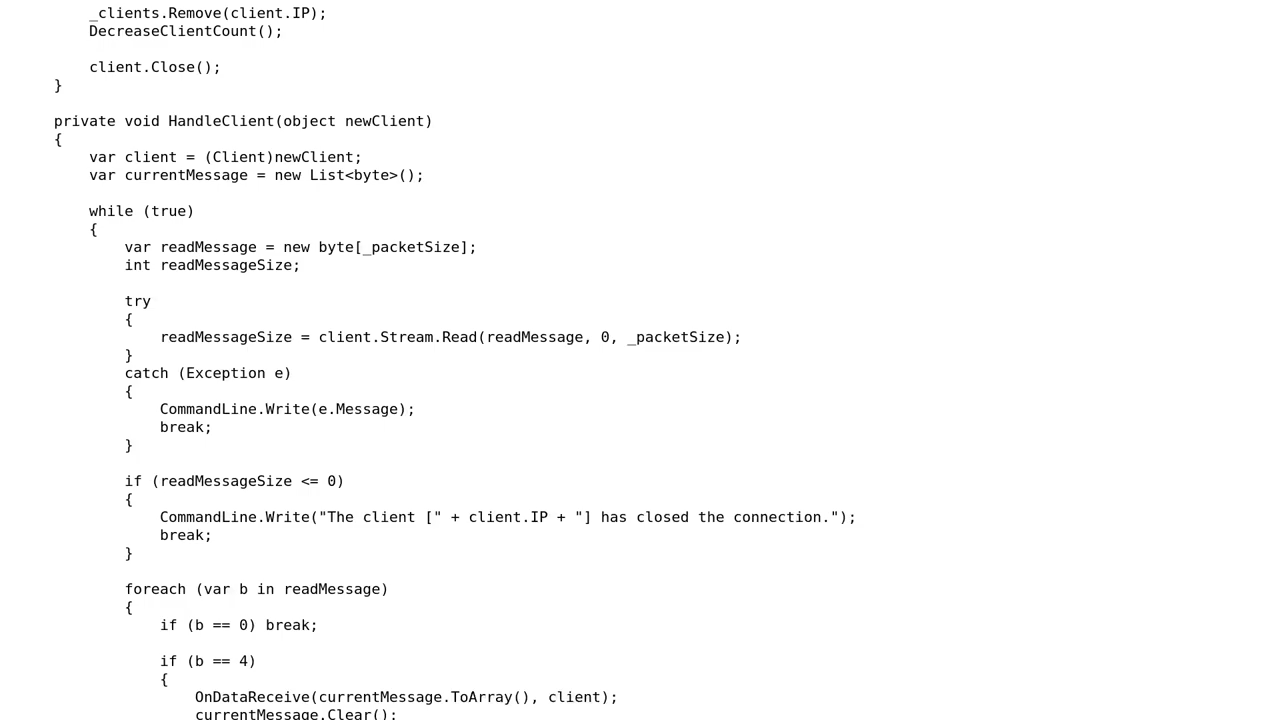 _clients.Remove(client.IP);
        DecreaseClientCount();

        client.Close();
    }

    private void HandleClient(object newClient)
    {
        var client = (Client)newClient;
        var currentMessage = new List<byte>();

        while (true)
        {
            var readMessage = new byte[_packetSize];
            int readMessageSize;

            try
            {
                readMessageSize = client.Stream.Read(readMessage, 0, _packetSize);
            }
            catch (Exception e)
            {
                CommandLine.Write(e.Message);
                break;
            }

            if (readMessageSize <= 0)
            {
                CommandLine.Write("The client [" + client.IP + "] has closed the connection.");
                break;
            }

            foreach (var b in readMessage)
            {
                if (b == 0) break;

                if (b == 4)
                {
                    OnDataReceive(currentMessage.ToArray(), client);
                    currentMessage.Clear();